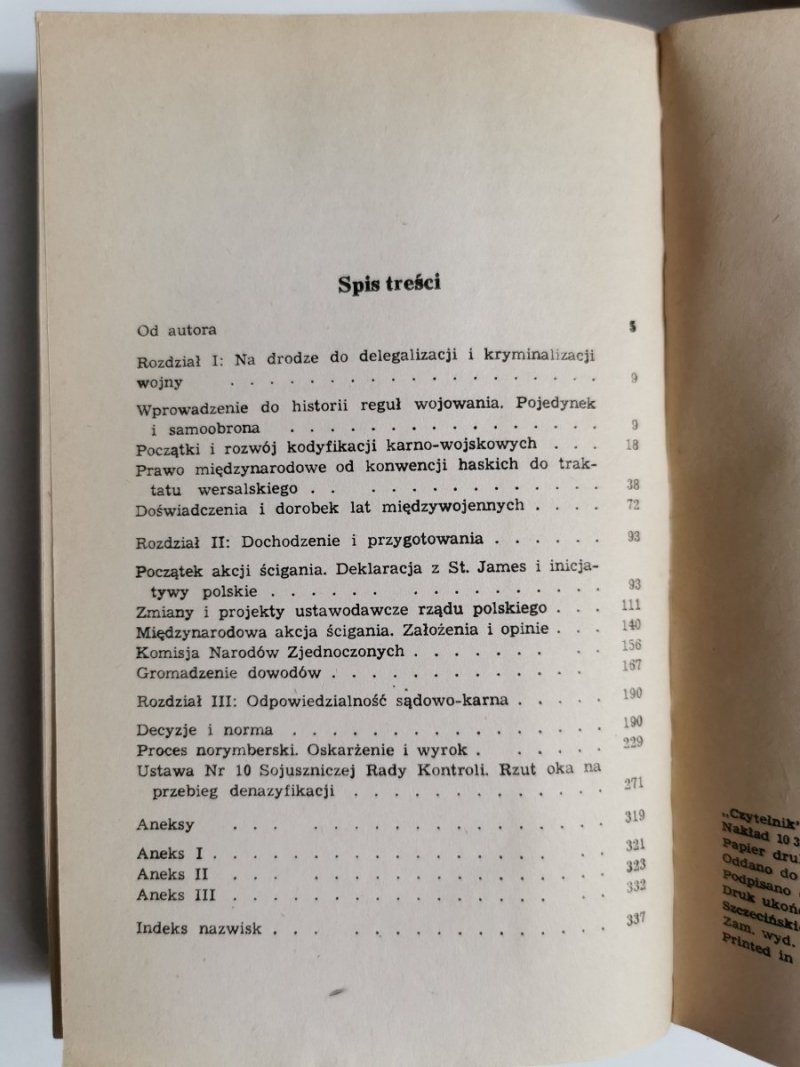 Spis treści
Od autora 5
Rozdział I: Na drodze do delegalizacji i kryminalizacji
wojny . . . . . . . . . . . . . . . . . . 9
Wprowadzenie do historii reguł wojowania. Pojedynek
i samoobrona . . . . . . . . . . . . . . . 9
Początki i rozwój kodyfikacji karno-wojskowych . . . 18
Prawo międzynarodowe od konwencji haskich do trak-
tatu wersalskiego . . . . . . . . . . . . . . 38
Doświadczenia i dorobek lat międzywojennych . . . . 72
Rozdział II: Dochodzenie i przygotowania . . . . . . 93
Początek akcji ścigania. Deklaracja z St. James i inicja-
tywy polskie . . . . . . . . . . . . . . . . 93
Zmiany i projekty ustawodawcze rządu polskiego . . . 111
Międzynarodowa akcja ścigania. Założenia i opinie . . . 140
Komisja Narodów Zjednoczonych . . . . . . . . . 156
Gromadzenie dowodów . . . . . . . . . . . . . 167
Rozdział III: Odpowiedzialność sądowo-karna . . . . . 190
Decyzje i norma . . . . . . . . . . . . . . . 190
Proces norymberski. Oskarżenie i wyrok . . . . . . 229
Ustawa Nr 10 Sojuszniczej Rady Kontroli. Rzut oka na
przebieg denazyfikacji . . . . . . . . . . . . 271
Aneksy . . . . . . . . . . . . . . . . . . 319
Aneks I . . . . . . . . . . . . . . . . . . 321
Aneks II . . . . . . . . . . . . . . . . . . 323
Aneks III . . . . . . . . . . . . . . . . . . 332
Indeks nazwisk . . . . . . . . . . . . . . . 337
„Czytelnik”
Nakład 10 3
Papier dru
Oddano do
Podpisano
Druk ukoń
Szczeciński
Zam. wyd.
Printed in